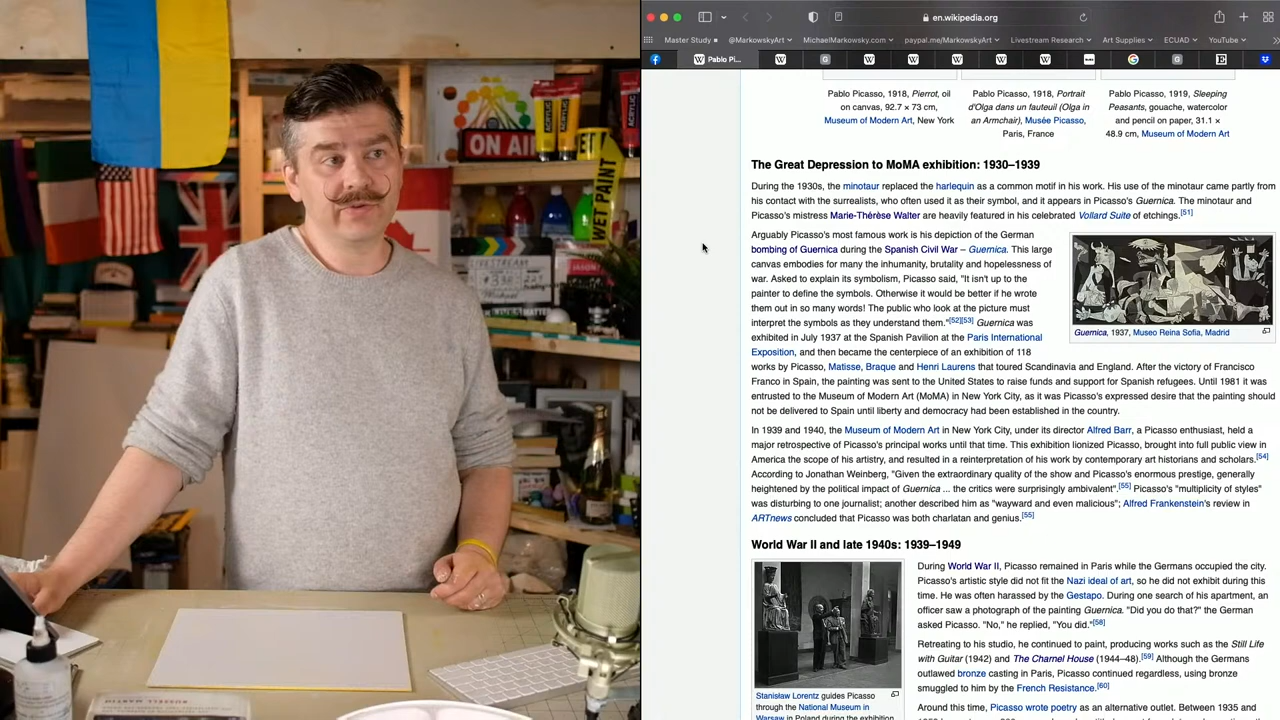 ON AIR
ACRYLIC
ACRYLIC
WET PAINT
LIVESTREAM
en.wikipedia.org
Master Study
@MarkowskyArt
MichaelMarkowsky.com
paypal.me/MarkowskyArt
Livestream Research
Art Supplies
ECUAD
YouTube
Pablo Pi...
Pablo Picasso, 1918, Pierrot, oil
on canvas, 92.7 × 73 cm,
Museum of Modern Art, New York
Pablo Picasso, 1918, Portrait
d'Olga dans un fauteuil (Olga in
an Armchair), Musée Picasso,
Paris, France
Pablo Picasso, 1919, Sleeping
Peasants, gouache, watercolor
and pencil on paper, 31.1 ×
48.9 cm, Museum of Modern Art
The Great Depression to MoMA exhibition: 1930–1939
During the 1930s, the minotaur replaced the harlequin as a common motif in his work. His use of the minotaur came partly from
his contact with the surrealists, who often used it as their symbol, and it appears in Picasso's Guernica. The minotaur and
Picasso's mistress Marie-Thérèse Walter are heavily featured in his celebrated Vollard Suite of etchings.[51]
Arguably Picasso's most famous work is his depiction of the German
bombing of Guernica during the Spanish Civil War – Guernica. This large
canvas embodies for many the inhumanity, brutality and hopelessness of
war. Asked to explain its symbolism, Picasso said, "It isn't up to the
painter to define the symbols. Otherwise it would be better if he wrote
them out in so many words! The public who look at the picture must
interpret the symbols as they understand them."[52][53] Guernica was
exhibited in July 1937 at the Spanish Pavilion at the Paris International
Exposition, and then became the centerpiece of an exhibition of 118
works by Picasso, Matisse, Braque and Henri Laurens that toured Scandinavia and England. After the victory of Francisco
Franco in Spain, the painting was sent to the United States to raise funds and support for Spanish refugees. Until 1981 it was
entrusted to the Museum of Modern Art (MoMA) in New York City, as it was Picasso's expressed desire that the painting should
not be delivered to Spain until liberty and democracy had been established in the country.
Guernica, 1937, Museo Reina Sofia, Madrid
In 1939 and 1940, the Museum of Modern Art in New York City, under its director Alfred Barr, a Picasso enthusiast, held a
major retrospective of Picasso's principal works until that time. This exhibition lionized Picasso, brought into full public view in
America the scope of his artistry, and resulted in a reinterpretation of his work by contemporary art historians and scholars.[54]
According to Jonathan Weinberg, "Given the extraordinary quality of the show and Picasso's enormous prestige, generally
heightened by the political impact of Guernica ... the critics were surprisingly ambivalent".[55] Picasso's "multiplicity of styles"
was disturbing to one journalist; another described him as "wayward and even malicious"; Alfred Frankenstein's review in
ARTnews concluded that Picasso was both charlatan and genius.[55]
World War II and late 1940s: 1939–1949
Stanisław Lorentz guides Picasso
through the National Museum in
Warsaw in Poland during the exhibition
During World War II, Picasso remained in Paris while the Germans occupied the city.
Picasso's artistic style did not fit the Nazi ideal of art, so he did not exhibit during this
time. He was often harassed by the Gestapo. During one search of his apartment, an
officer saw a photograph of the painting Guernica. "Did you do that?" the German
asked Picasso. "No," he replied, "You did."[58]
Retreating to his studio, he continued to paint, producing works such as the Still Life
with Guitar (1942) and The Charnel House (1944–48).[59] Although the Germans
outlawed bronze casting in Paris, Picasso continued regardless, using bronze
smuggled to him by the French Resistance.[60]
Around this time, Picasso wrote poetry as an alternative outlet. Between 1935 and